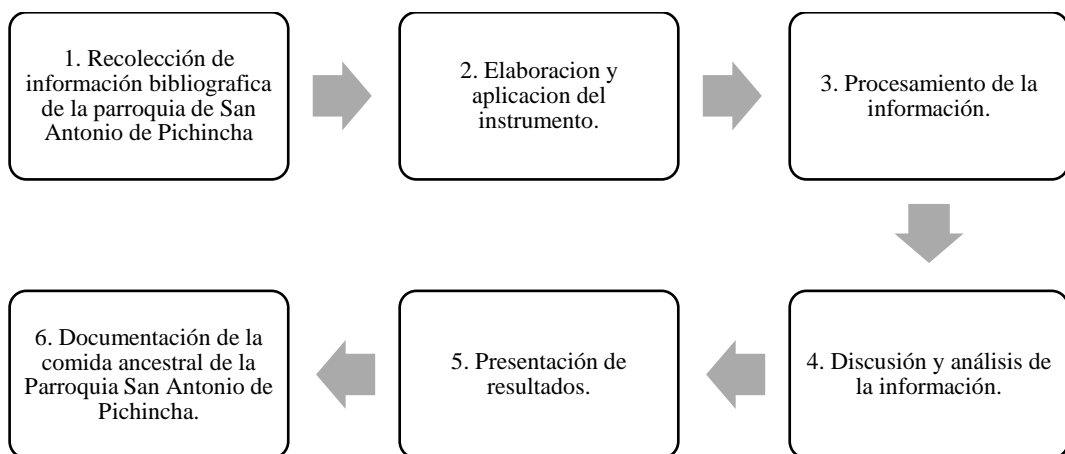 1. Recolección de
información bibliografica
de la parroquia de San
Antonio de Pichincha
2. Elaboracion y
aplicacion del
instrumento.
3. Procesamiento de la
información.
4. Discusión y análisis de
la información.
5. Presentación de
resultados.
6. Documentación de la
comida ancestral de la
Parroquia San Antonio de
Pichincha.